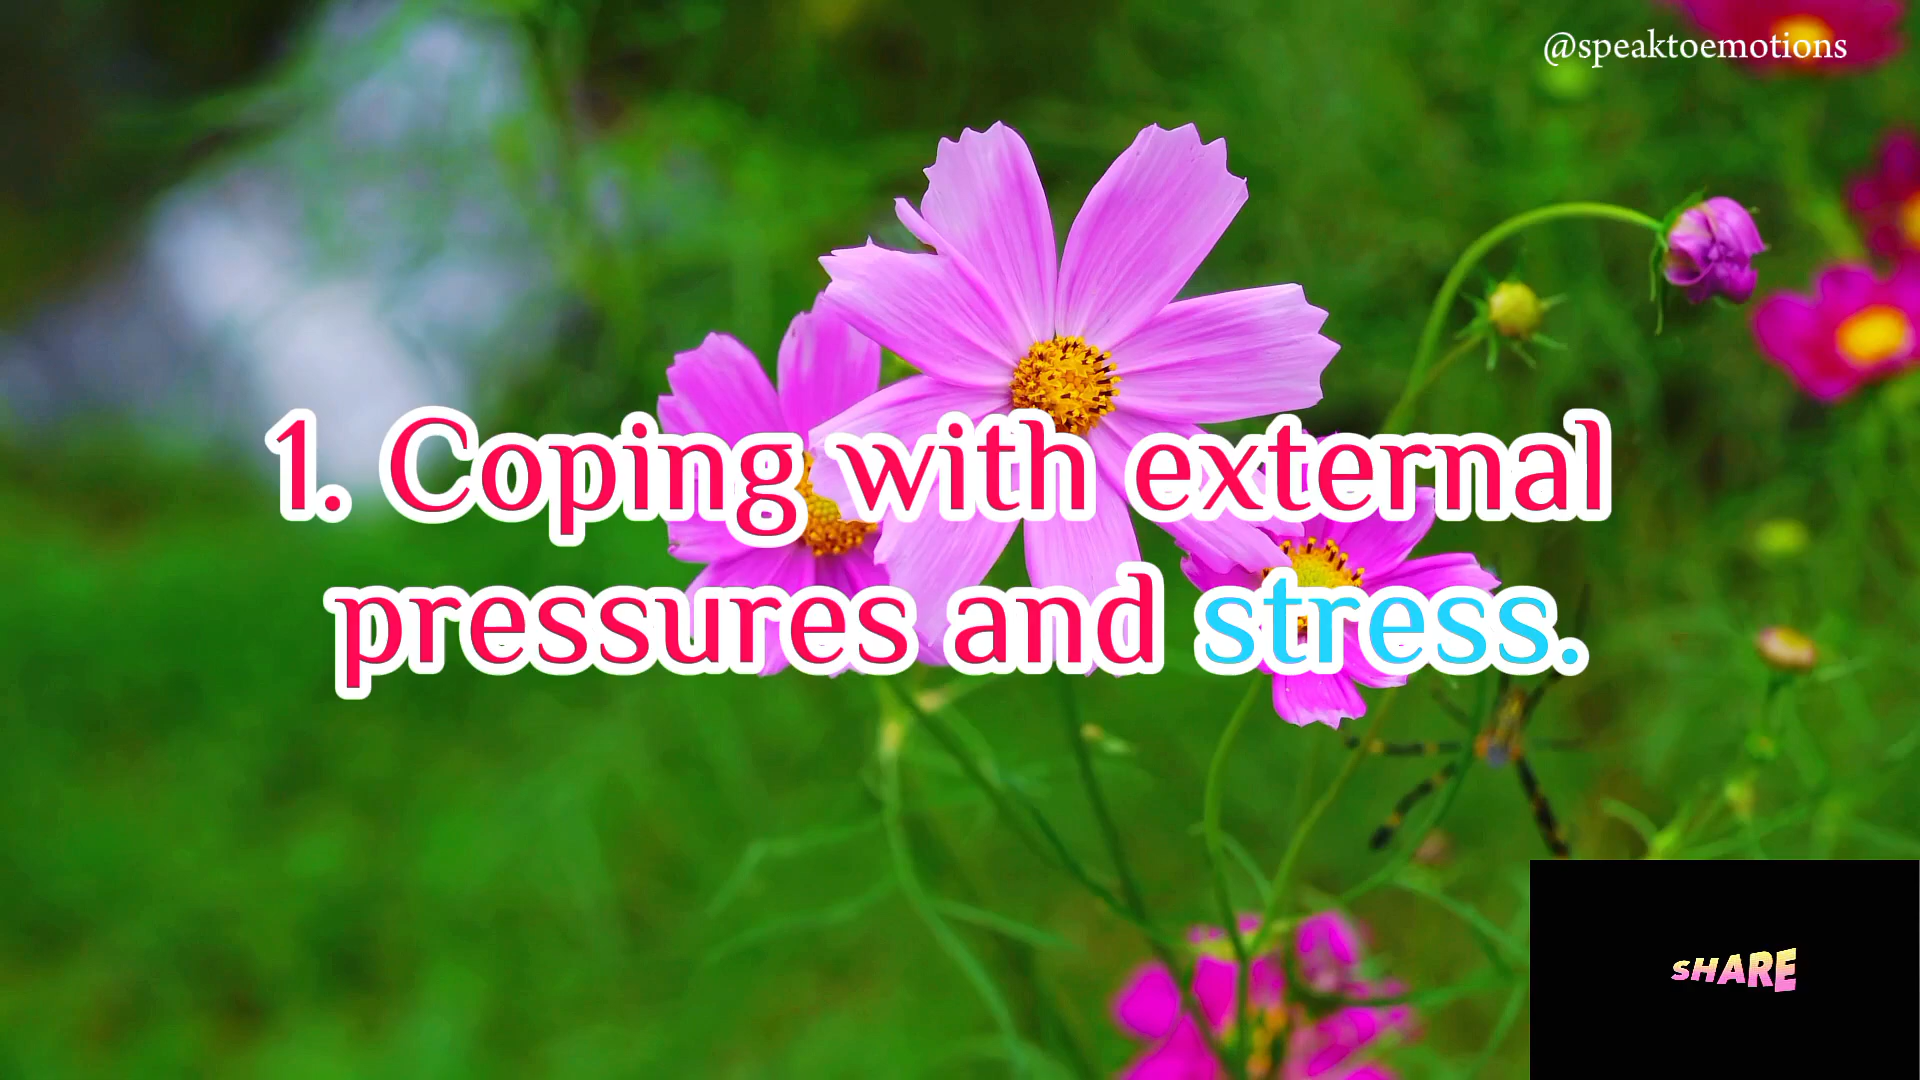 @speaktoemotions
1. Coping with external
pressures and stress.
SHARE